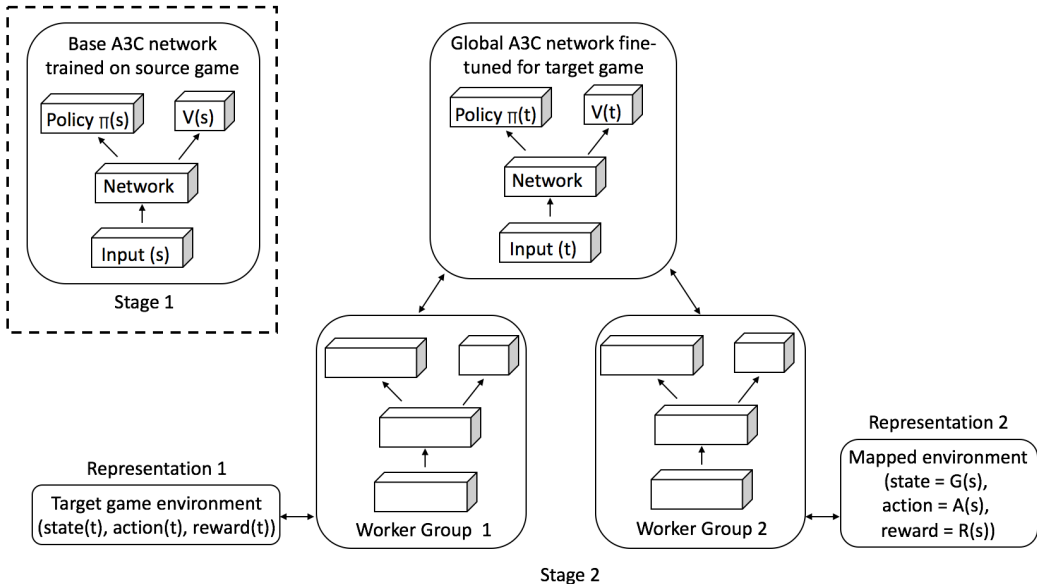 Base A3C network
trained on source game
Policy π(s)
V(s)
Network
Input (s)
Stage 1
Global A3C network fine-
tuned for target game
Policy π(t)
V(t)
Network
Input (t)
Representation 1
Target game environment
(state(t), action(t), reward(t))
Worker Group 1
Worker Group 2
Representation 2
Mapped environment
(state = G(s),
action = A(s),
reward = R(s))
Stage 2